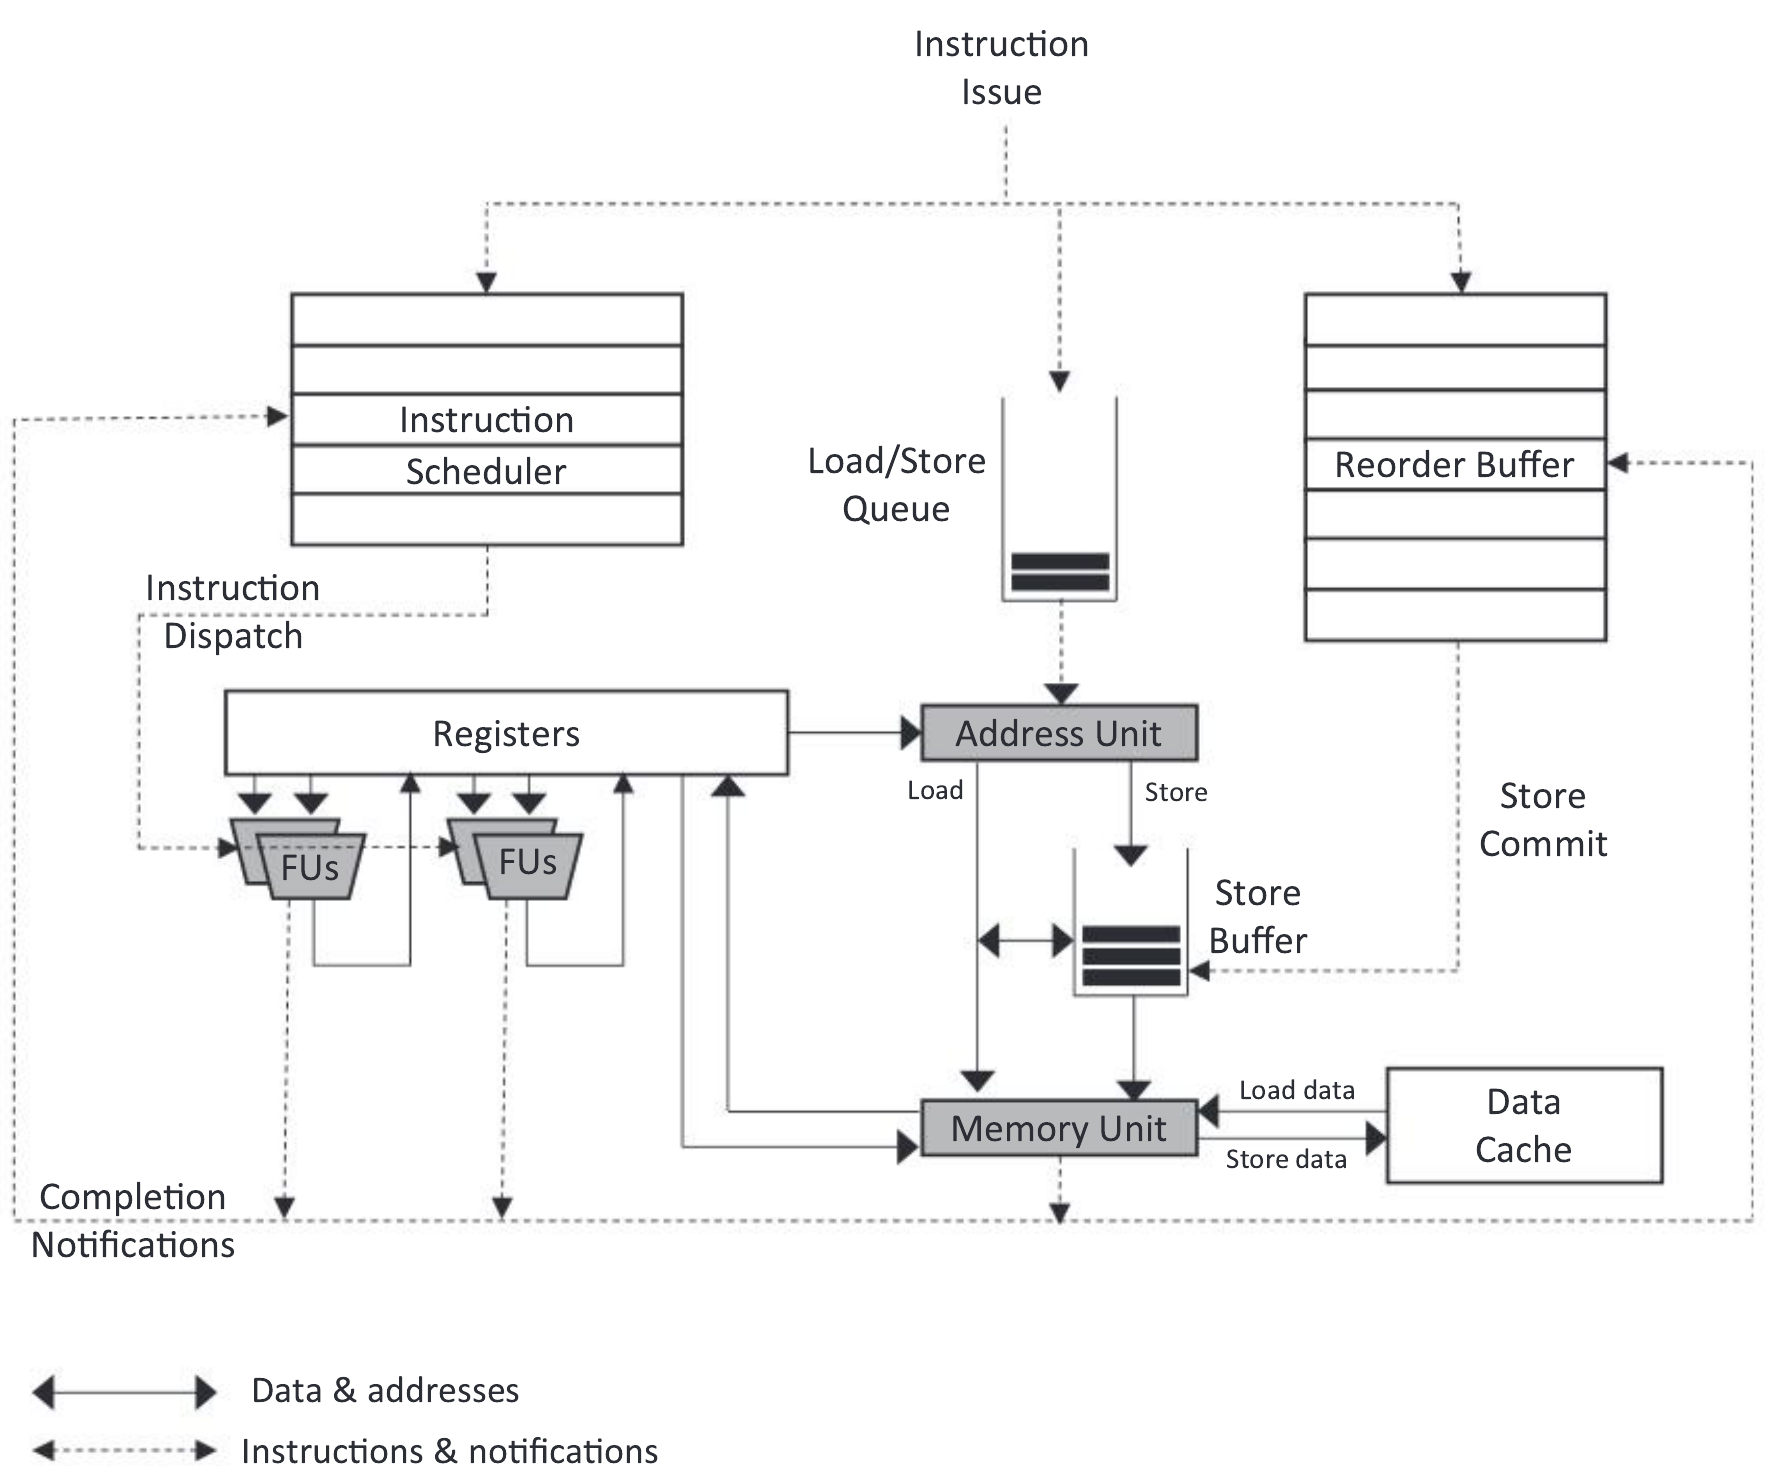 Instruction
Issue
Instruction
Scheduler
Load/Store
Queue
Reorder Buffer
Instruction
Dispatch
Registers
Address Unit
Load
Store
Store
Commit
FUs
FUs
Store
Buffer
Memory Unit
Load data
Store data
Data
Cache
Completion
Notifications
Data & addresses
Instructions & notifications